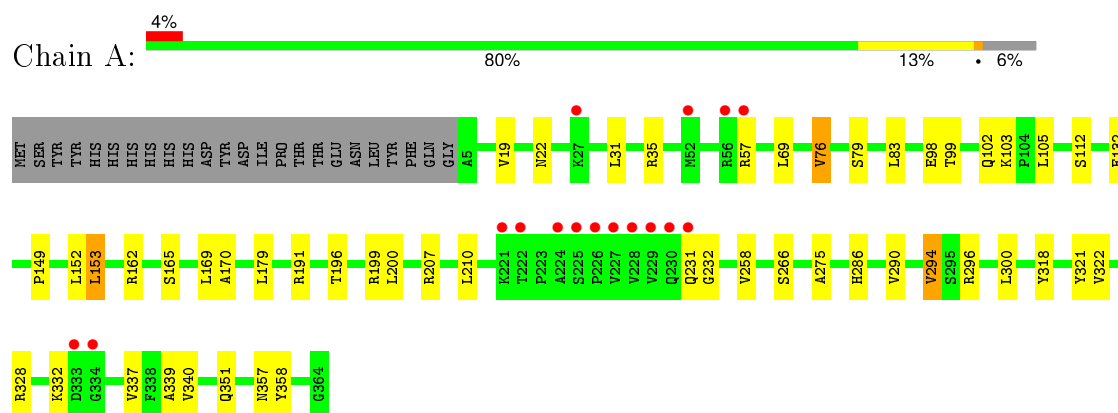 4%
Chain A:
80% 13% • 6%
MET SER TYR TYR HIS HIS HIS HIS HIS HIS ASP TYR ASP ILE PRO THR THR GLU ASN LEU TYR PHE GLN GLY A5 V19 N22 K27 L31 R35 M52 R56 R57 L69 V76 S79 L83 E98 T99 Q102 K103 P104 L105 S112
P149 L152 L153 R162 S165 L169 A170 L179 R191 T196 R199 L200 R207 L210 K221 T222 P223 A224 S225 P226 V227 V228 V229 Q230 Q231 G232 V258 S266 A275 H286 V290 V294 S295 R296 L300 Y318 Y321 V322
R328 K332 D333 G334 V337 F338 A339 V340 Q351 N357 Y358 G364